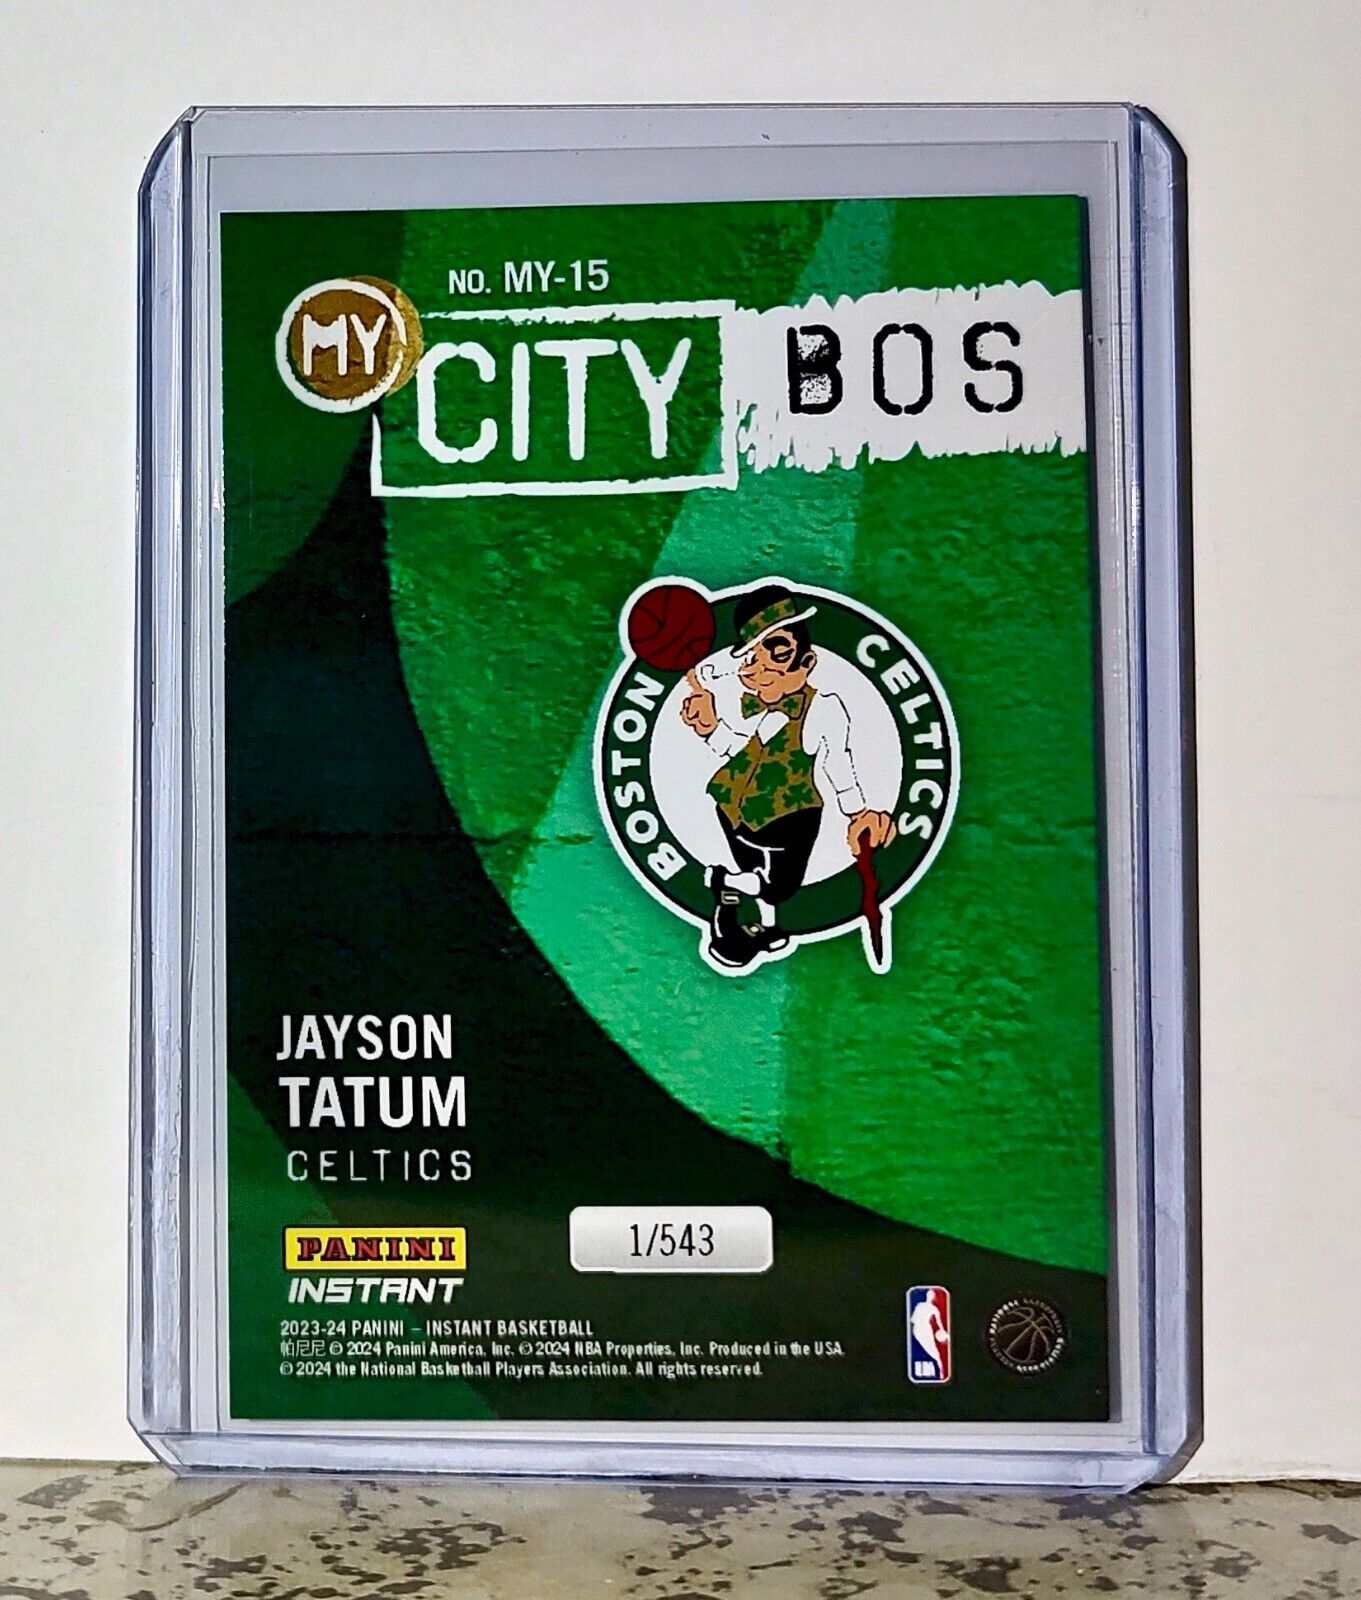 NO. MY-15
MY
CITY
BOS
BOSTON CELTICS
JAYSON
TATUM
CELTICS
1/543
PANINI
INSTANT
2023-24 PANINI – INSTANT BASKETBALL
帕尼尼 © 2024 Panini America, Inc. © 2024 NBA Properties, Inc. Produced in the USA.
© 2024 the National Basketball Players Association. All rights reserved.